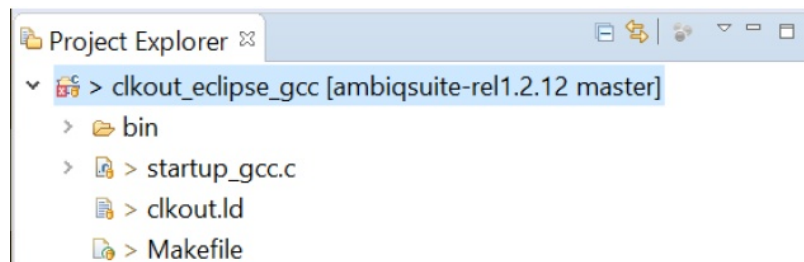 Project Explorer
> clkout_eclipse_gcc [ambiqsuite-rel1.2.12 master]
bin
> startup_gcc.c
> clkout.ld
> Makefile